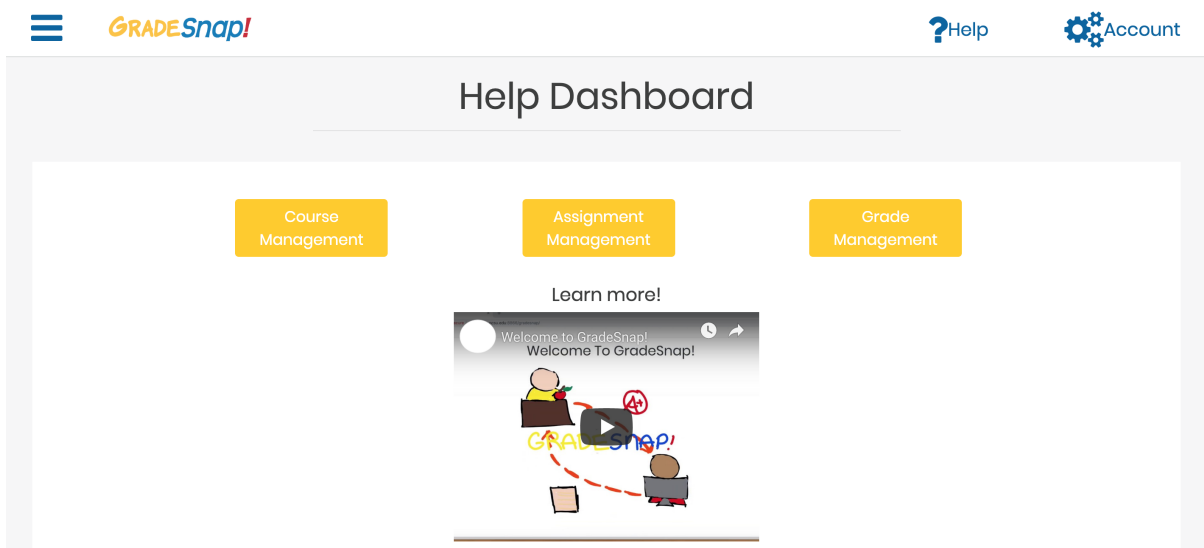 GRADESnap!
Help
Account
Help Dashboard
Course
Management
Assignment
Management
Grade
Management
Learn more!
Welcome to GradeSnap!
Welcome To GradeSnap!
A+
GRADESNAP!